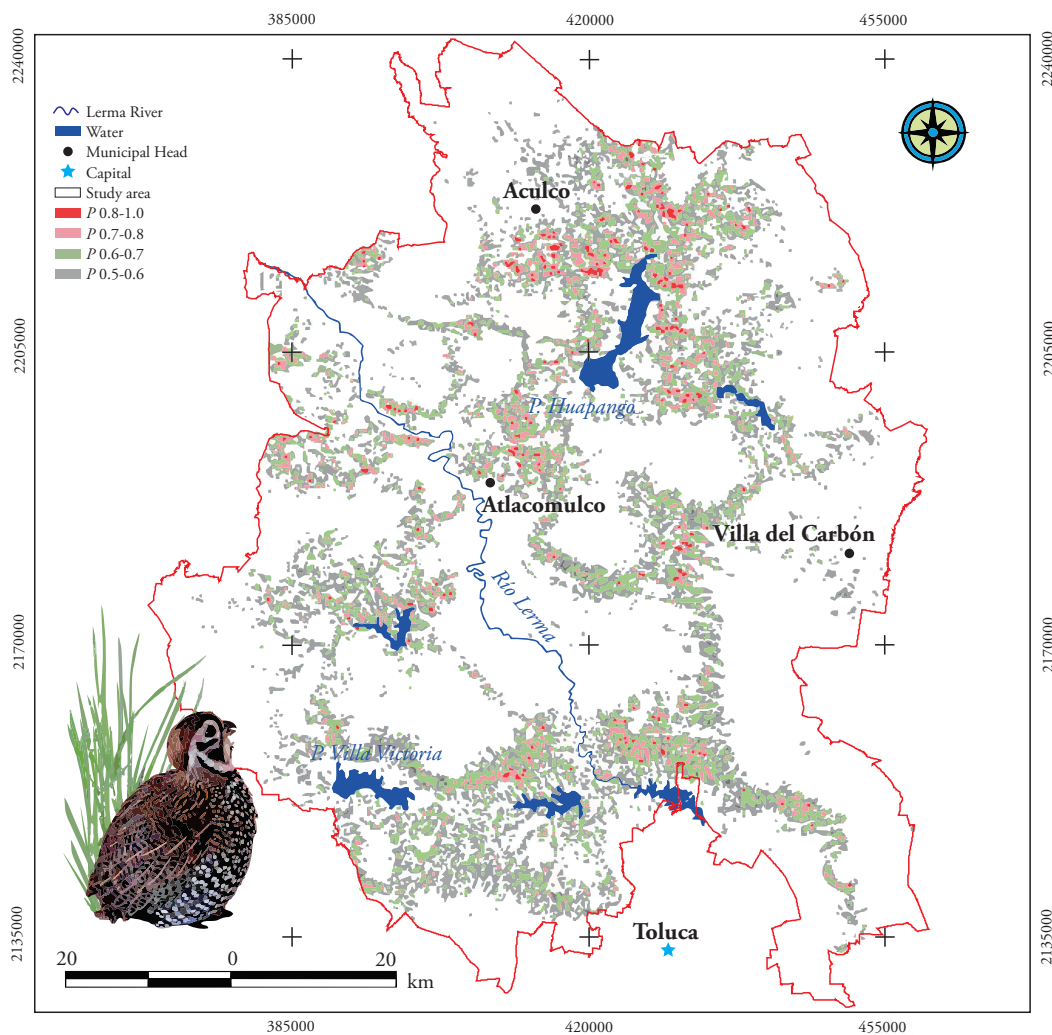 385000
420000
455000
2240000
2240000
Lerma River
Water
Municipal Head
Capital
Study area
P 0.8-1.0
P 0.7-0.8
P 0.6-0.7
P 0.5-0.6
Aculco
2205000
2205000
P. Huapango
Atlacomulco
Villa del Carbón
Río Lerma
2170000
2170000
P. Villa Victoria
2135000
2135000
Toluca
20
0
20
km
385000
420000
455000